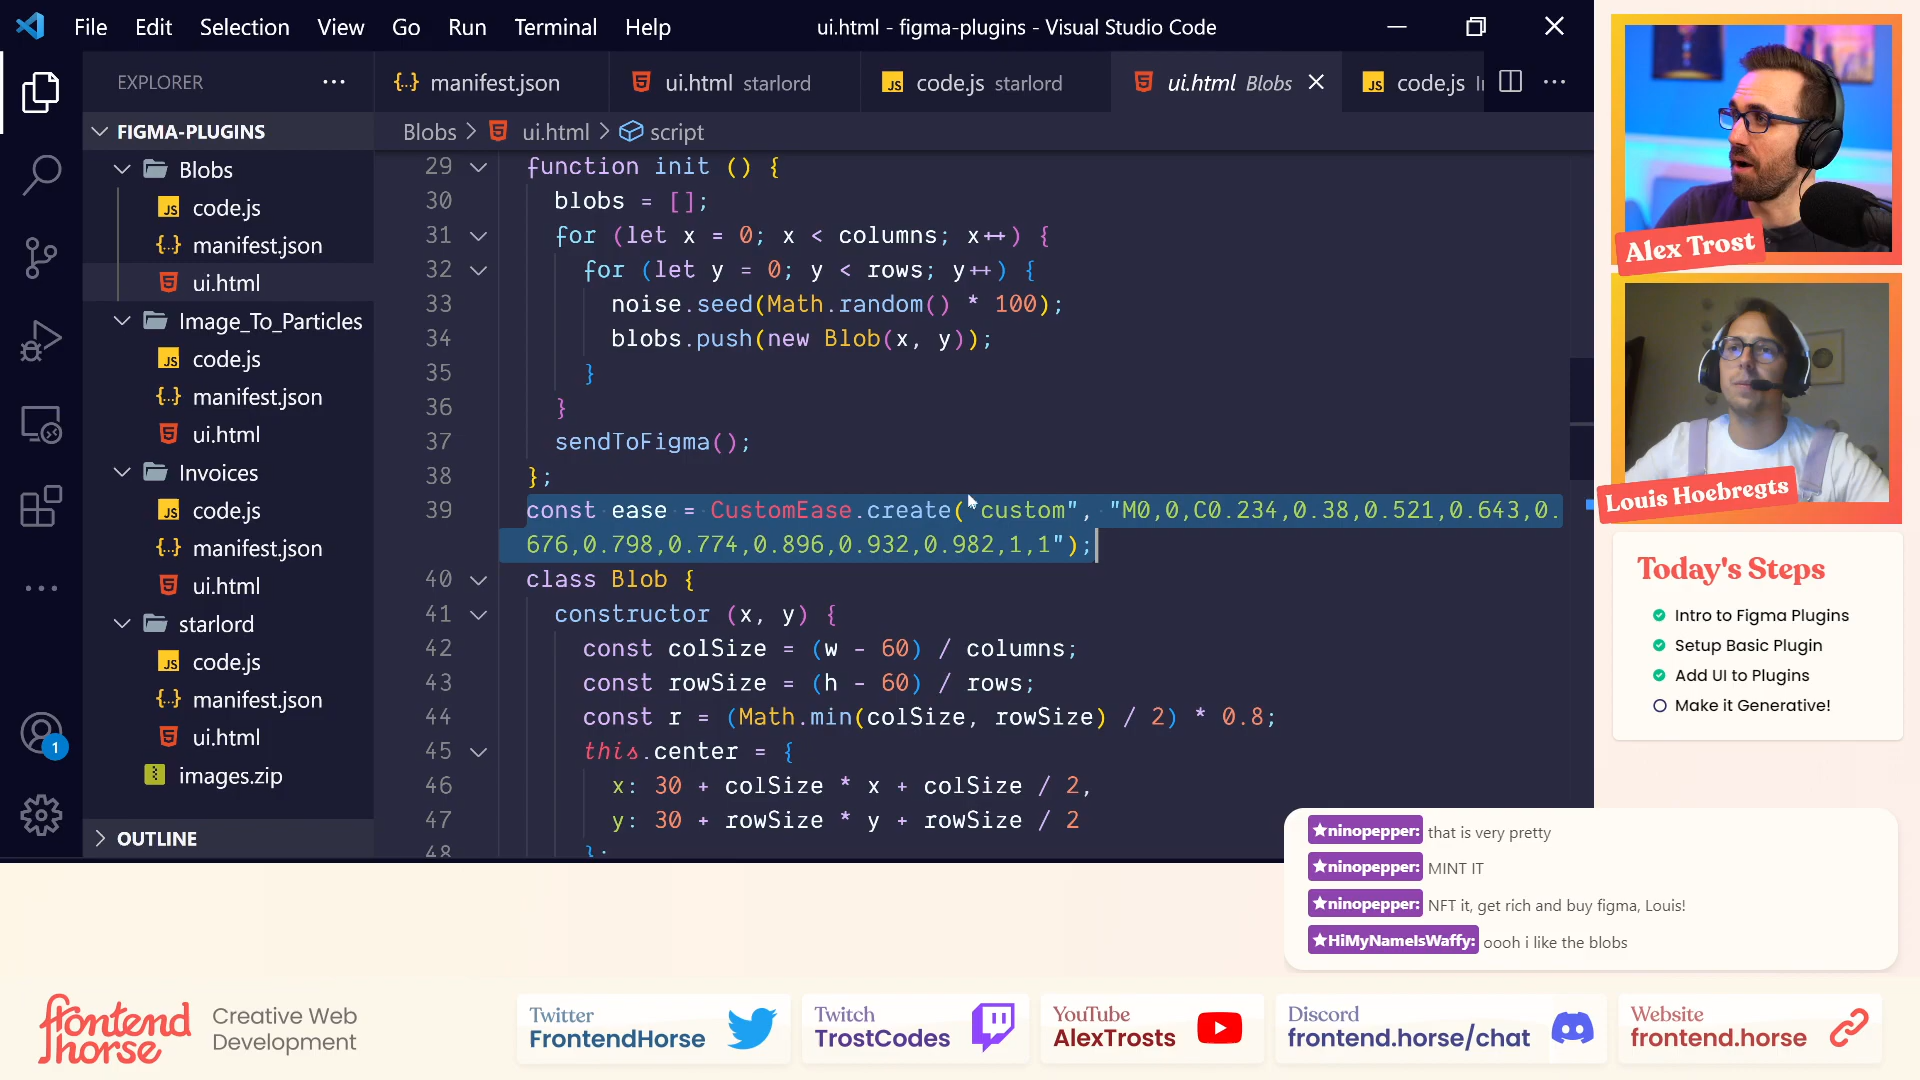 File Edit Selection View Go Run Terminal Help
ui.html - figma-plugins - Visual Studio Code
EXPLORER
FIGMA-PLUGINS
Blobs
code.js
manifest.json
ui.html
Image_To_Particles
code.js
manifest.json
ui.html
Invoices
code.js
manifest.json
ui.html
starlord
code.js
manifest.json
ui.html
images.zip
OUTLINE
1
manifest.json
ui.html starlord
code.js starlord
ui.html Blobs
code.js
Blobs > ui.html > script
29 function init () {
30 blobs = [];
31 for (let x = 0; x < columns; x++) {
32 for (let y = 0; y < rows; y++) {
33 noise.seed(Math.random() * 100);
34 blobs.push(new Blob(x, y));
35 }
36 }
37 sendToFigma();
38 };
39 const ease = CustomEase.create("custom", "M0,0,C0.234,0.38,0.521,0.643,0.
676,0.798,0.774,0.896,0.932,0.982,1,1");
40 class Blob {
41 constructor (x, y) {
42 const colSize = (w - 60) / columns;
43 const rowSize = (h - 60) / rows;
44 const r = (Math.min(colSize, rowSize) / 2) * 0.8;
45 this.center = {
46 x: 30 + colSize * x + colSize / 2,
47 y: 30 + rowSize * y + rowSize / 2
48 };
Alex Trost
Louis Hoebregts
Today's Steps
Intro to Figma Plugins
Setup Basic Plugin
Add UI to Plugins
Make it Generative!
★ninopepper: that is very pretty
★ninopepper: MINT IT
★ninopepper: NFT it, get rich and buy figma, Louis!
★HiMyNameIsWaffy: oooh i like the blobs
frontend
horse
Creative Web
Development
Twitter
FrontendHorse
Twitch
TrostCodes
YouTube
AlexTrosts
Discord
frontend.horse/chat
Website
frontend.horse